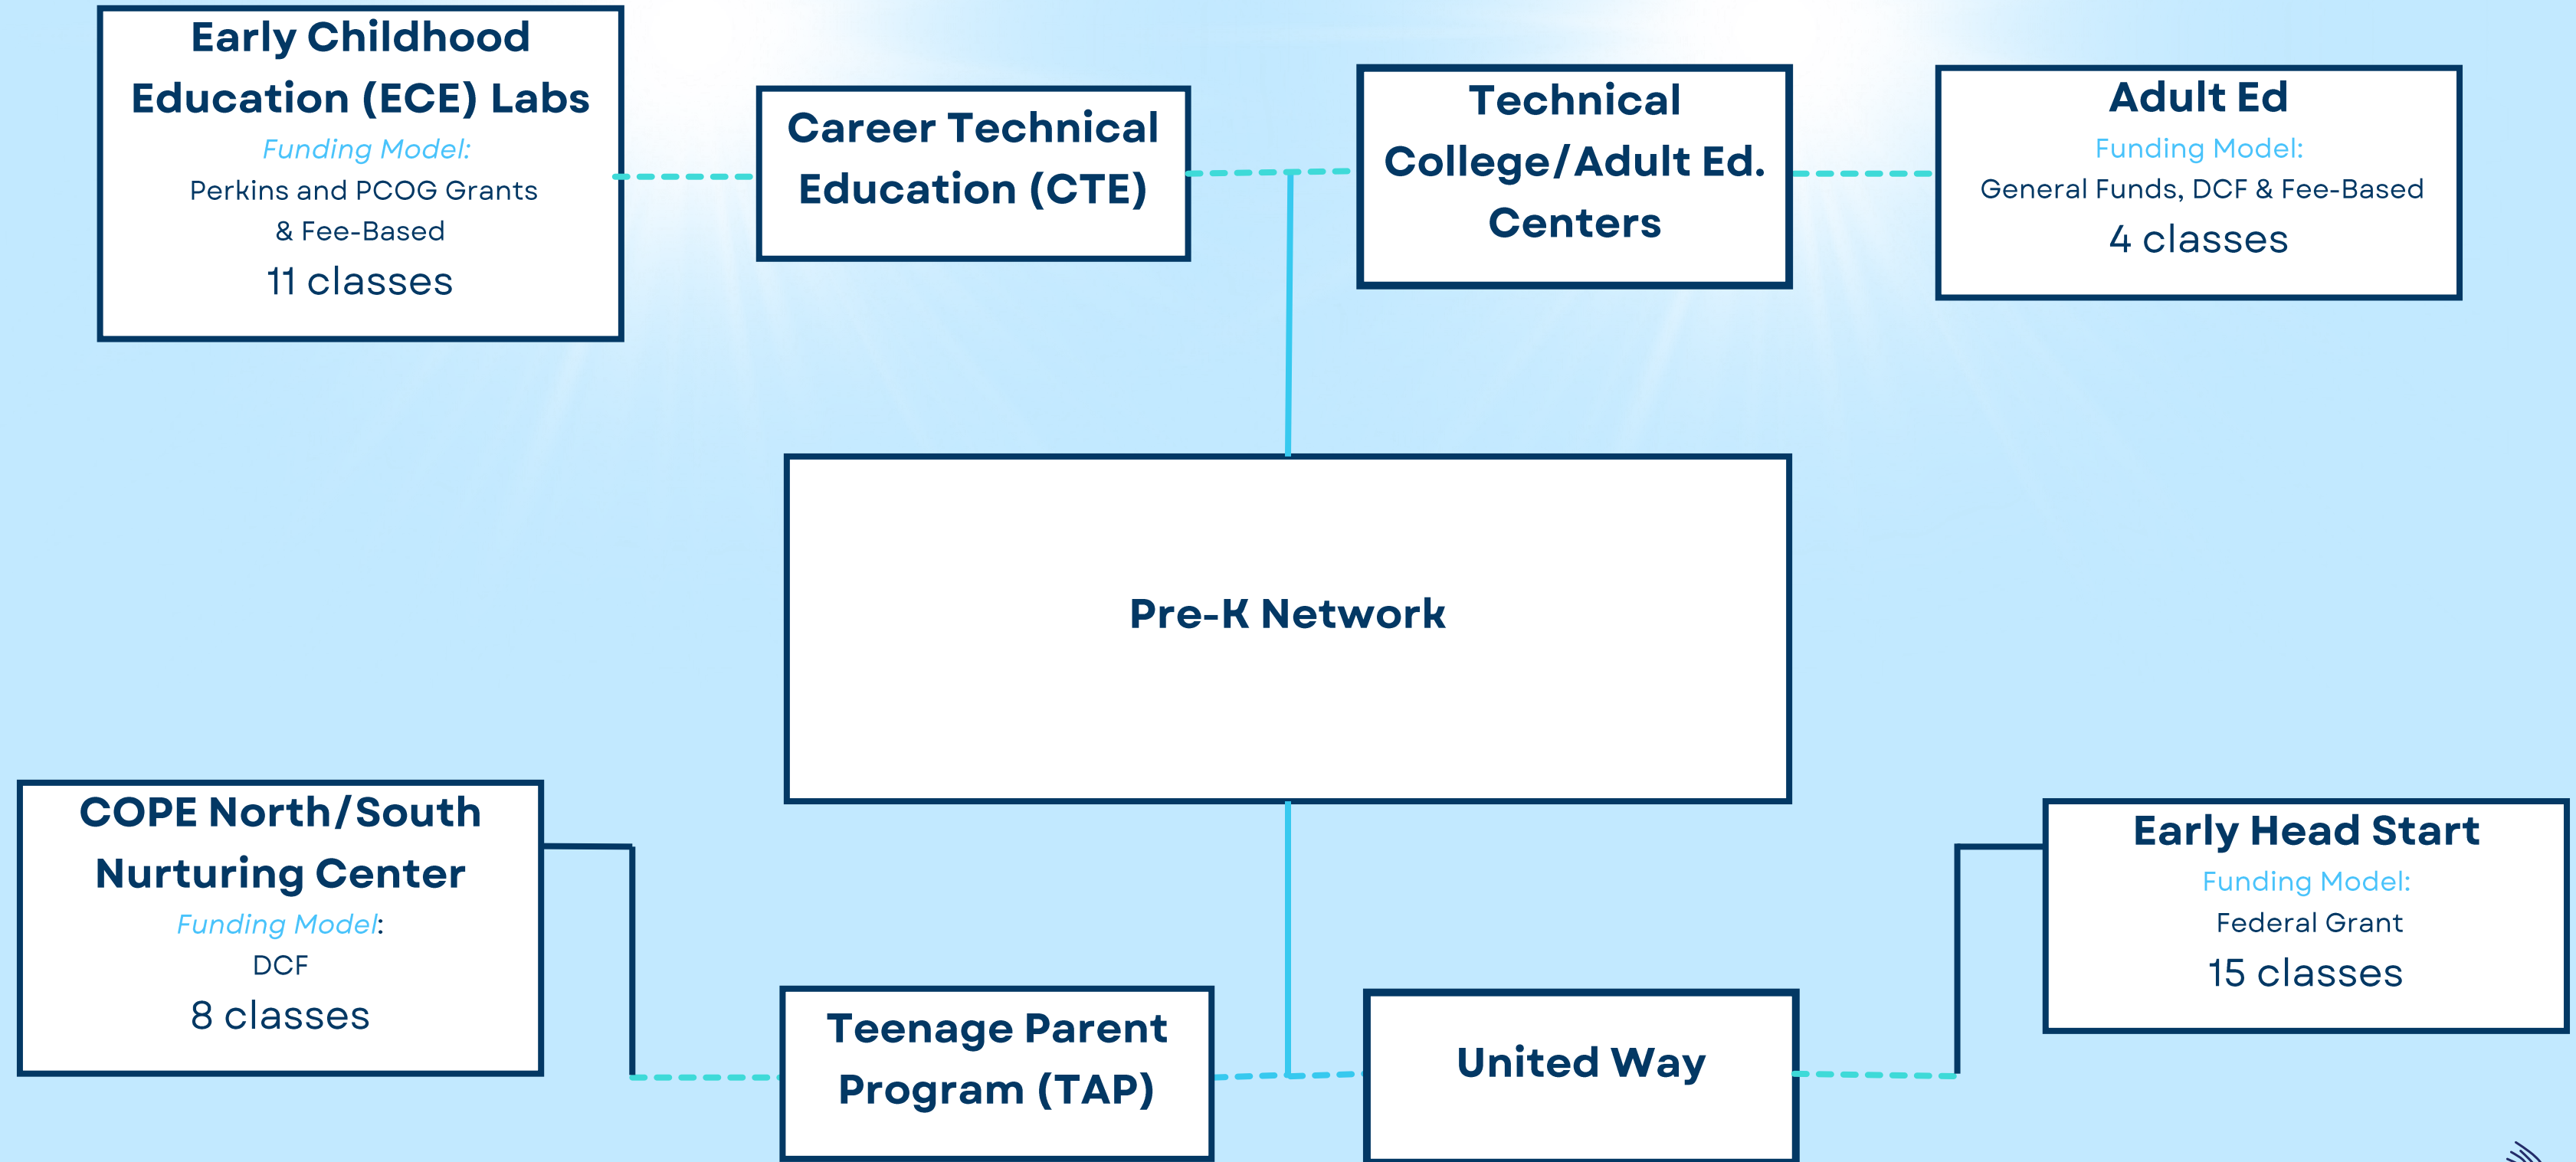 Early Childhood
Education (ECE) Labs
Funding Model:
Perkins and PCOG Grants
& Fee-Based
11 classes
Career Technical
Education (CTE)
Technical
College/Adult Ed.
Centers
Adult Ed
Funding Model:
General Funds, DCF & Fee-Based
4 classes
Pre-K Network
COPE North/South
Nurturing Center
Funding Model:
DCF
8 classes
Teenage Parent
Program (TAP)
United Way
Early Head Start
Funding Model:
Federal Grant
15 classes